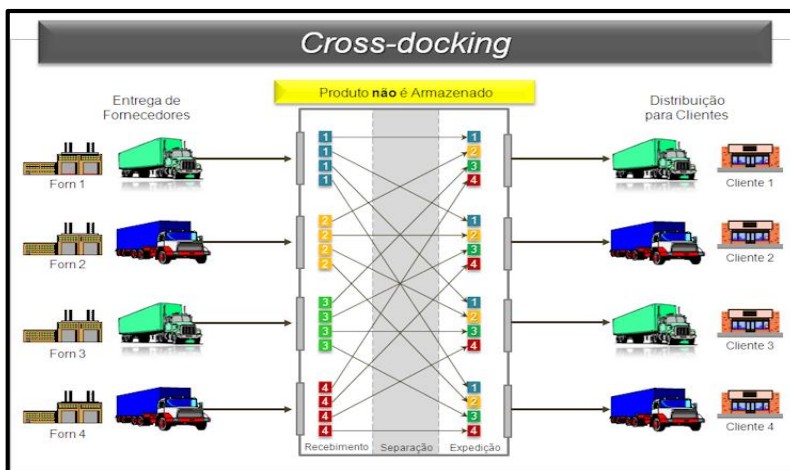 Cross-docking
Produto não é Armazenado
Entrega de
Fornecedores
Distribuição
para Clientes
Forn 1
1
1
1
1
1
2
3
4
Cliente 1
Forn 2
2
2
2
2
1
2
3
4
Cliente 2
Forn 3
3
3
3
3
1
2
3
4
Cliente 3
Forn 4
4
4
4
4
1
2
3
4
Cliente 4
Recebimento
Separação
Expedição